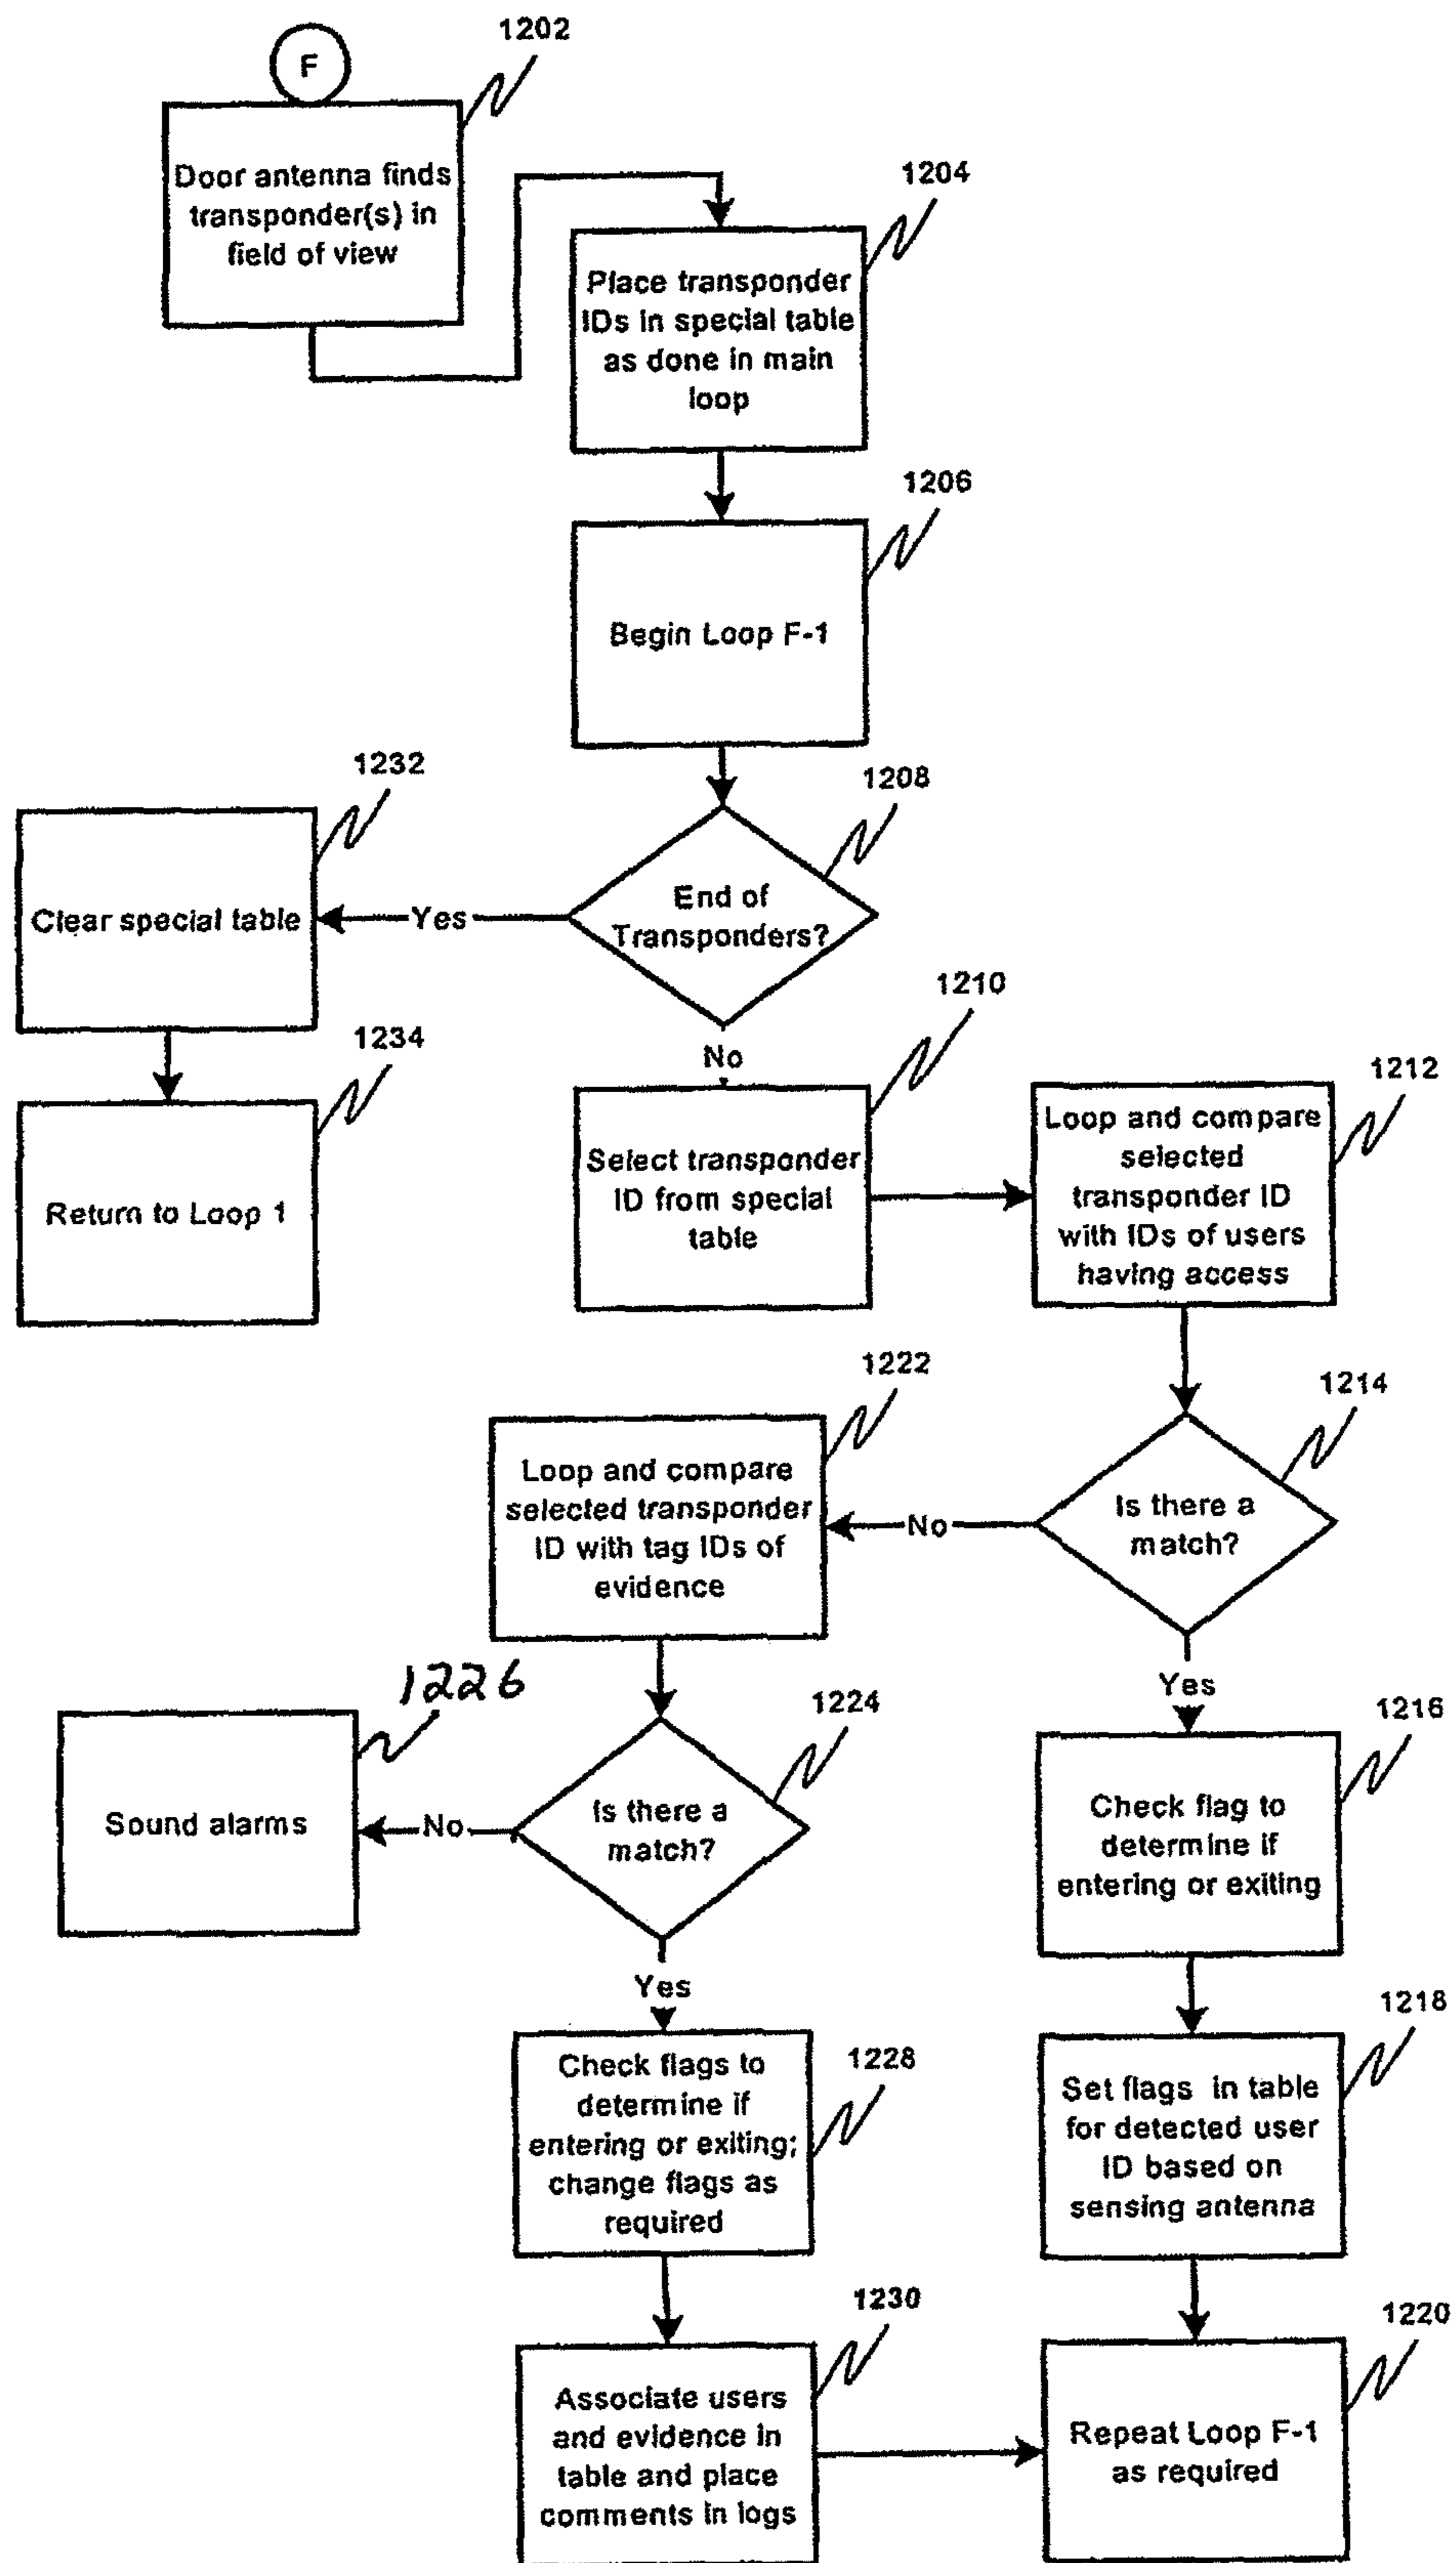 1202
F
Door antenna finds
transponder(s) in
field of view
1204
Place transponder
IDs in special table
as done in main
loop
1206
Begin Loop F-1
1208
End of
Transponders?
Yes
1232
Clear special table
1234
Return to Loop 1
No
1210
Select transponder
ID from special
table
1212
Loop and compare
selected
transponder ID
with IDs of users
having access
1214
Is there a
match?
No
1222
Loop and compare
selected transponder
ID with tag IDs of
evidence
1224
Is there a
match?
No
1226
Sound alarms
Yes
1216
Check flag to
determine if
entering or exiting
1218
Set flags in table
for detected user
ID based on
sensing antenna
Yes
1228
Check flags to
determine if
entering or exiting;
change flags as
required
1230
Associate users
and evidence in
table and place
comments in logs
1220
Repeat Loop F-1
as required